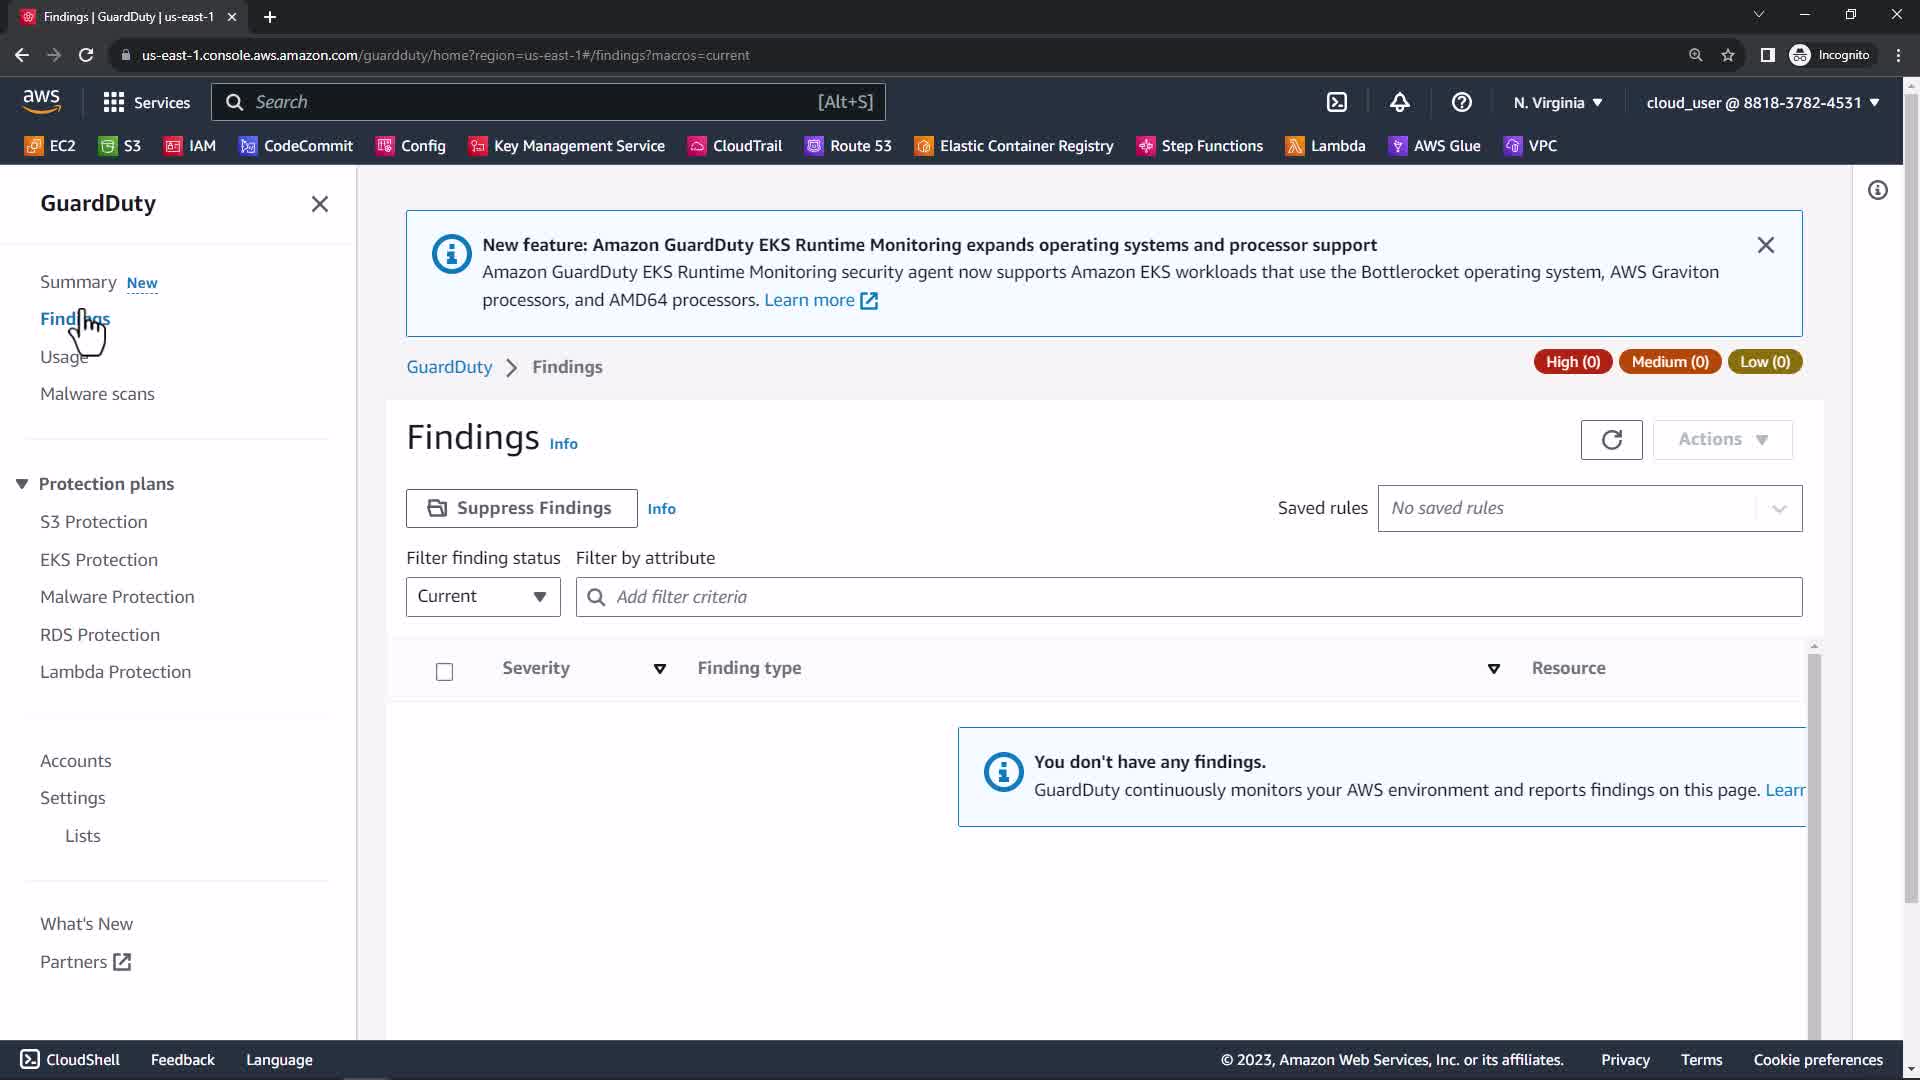 Findings | GuardDuty | us-east-1
us-east-1.console.aws.amazon.com/guardduty/home?region=us-east-1#/findings?macros=current
Incognito
aws
Services
Search
[Alt+S]
N. Virginia
cloud_user @ 8818-3782-4531
EC2
S3
IAM
CodeCommit
Config
Key Management Service
CloudTrail
Route 53
Elastic Container Registry
Step Functions
Lambda
AWS Glue
VPC
GuardDuty
Summary New
Findings
Usage
Malware scans
Protection plans
S3 Protection
EKS Protection
Malware Protection
RDS Protection
Lambda Protection
Accounts
Settings
Lists
What's New
Partners
New feature: Amazon GuardDuty EKS Runtime Monitoring expands operating systems and processor support
Amazon GuardDuty EKS Runtime Monitoring security agent now supports Amazon EKS workloads that use the Bottlerocket operating system, AWS Graviton
processors, and AMD64 processors. Learn more
GuardDuty > Findings
High (0)
Medium (0)
Low (0)
Findings Info
Actions
Suppress Findings
Info
Saved rules
No saved rules
Filter finding status
Filter by attribute
Current
Add filter criteria
Severity
Finding type
Resource
You don't have any findings.
GuardDuty continuously monitors your AWS environment and reports findings on this page. Learn
CloudShell
Feedback
Language
© 2023, Amazon Web Services, Inc. or its affiliates.
Privacy
Terms
Cookie preferences